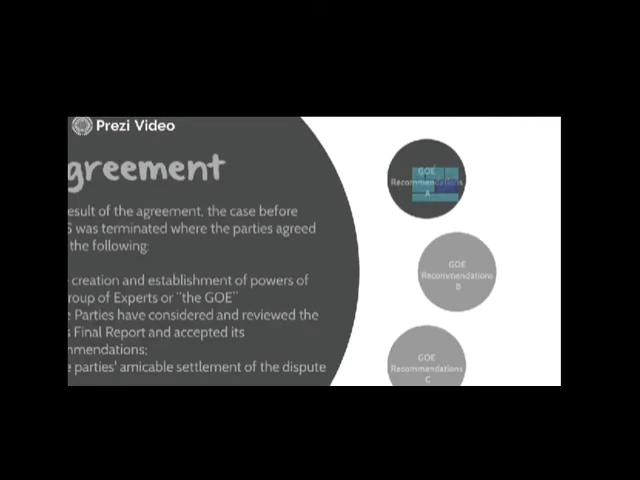 Prezi Video
greement
esult of the agreement, the case before
S was terminated where the parties agreed
the following:
creation and establishment of powers of
roup of Experts or "the GOE"
e Parties have considered and reviewed the
s Final Report and accepted its
mmendations;
e parties' amicable settlement of the dispute
GOE
Recommendations
A
GOE
Recommendations
B
GOE
Recommendations
C